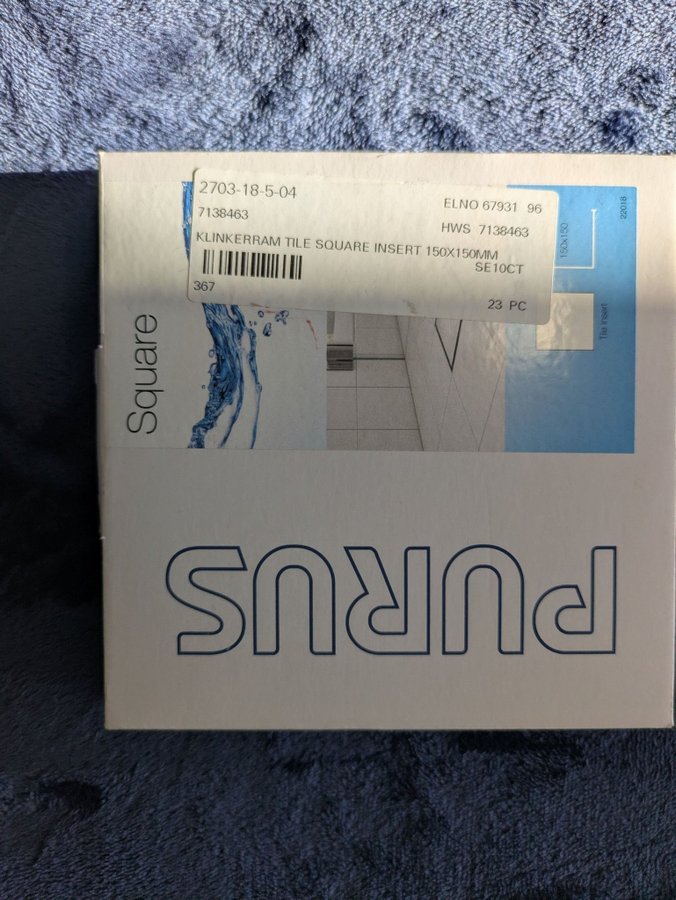 2703-18-5-04
ELNO 67931 96
7138463
HWS 7138463
KLINKERRAM TILE SQUARE INSERT 150X150MM
SE10CT
367
23 PC
Square
150x150
22018
Tile insert
PURUS